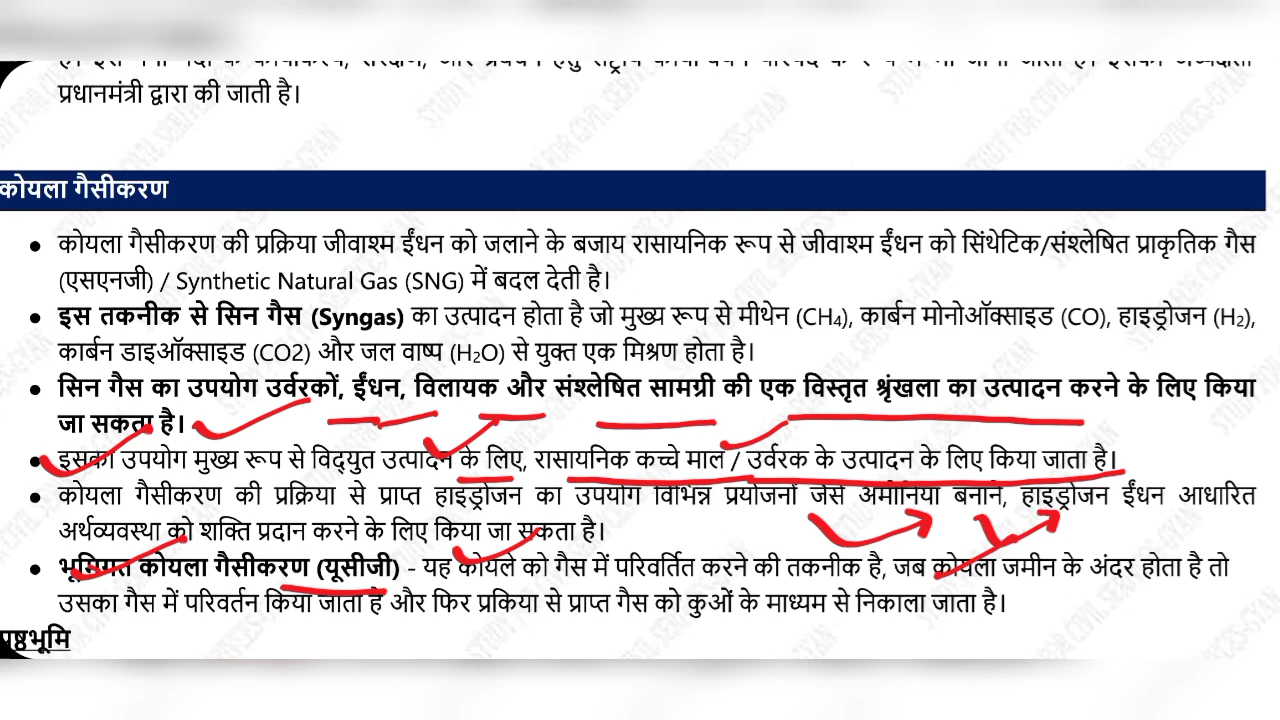 प्रधानमंत्री द्वारा की जाती है।
कोयला गैसीकरण
● कोयला गैसीकरण की प्रक्रिया जीवाश्म ईंधन को जलाने के बजाय रासायनिक रूप से जीवाश्म ईंधन को सिंथेटिक/संश्लेषित प्राकृतिक गैस
(एसएनजी) / Synthetic Natural Gas (SNG) में बदल देती है।
● इस तकनीक से सिन गैस (Syngas) का उत्पादन होता है जो मुख्य रूप से मीथेन (CH₄), कार्बन मोनोऑक्साइड (CO), हाइड्रोजन (H₂),
कार्बन डाइऑक्साइड (CO2) और जल वाष्प (H₂O) से युक्त एक मिश्रण होता है।
● सिन गैस का उपयोग उर्वरकों, ईंधन, विलायक और संश्लेषित सामग्री की एक विस्तृत श्रृंखला का उत्पादन करने के लिए किया
जा सकता है।
● इसका उपयोग मुख्य रूप से विद्युत उत्पादन के लिए, रासायनिक कच्चे माल / उर्वरक के उत्पादन के लिए किया जाता है।
● कोयला गैसीकरण की प्रक्रिया से प्राप्त हाइड्रोजन का उपयोग विभिन्न प्रयोजनों जैसे अमोनिया बनाने, हाइड्रोजन ईंधन आधारित
अर्थव्यवस्था को शक्ति प्रदान करने के लिए किया जा सकता है।
● भूमिगत कोयला गैसीकरण (यूसीजी) - यह कोयले को गैस में परिवर्तित करने की तकनीक है, जब कोयला जमीन के अंदर होता है तो
उसका गैस में परिवर्तन किया जाता है और फिर प्रकिया से प्राप्त गैस को कुओं के माध्यम से निकाला जाता है।